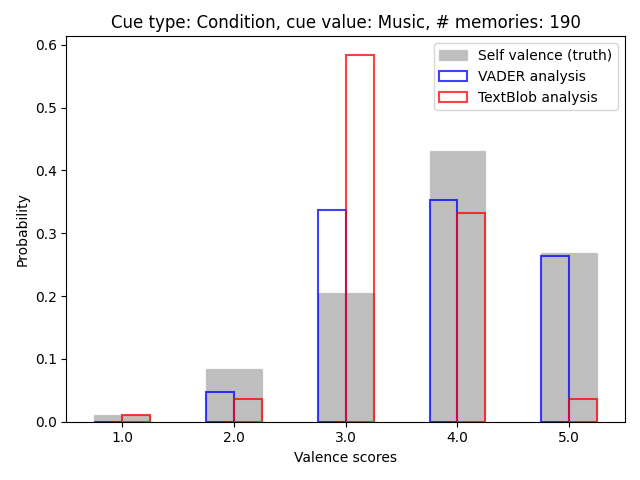 Cue type: Condition, cue value: Music, # memories: 190
Self valence (truth)
VADER analysis
TextBlob analysis
Probability
0.6
0.5
0.4
0.3
0.2
0.1
0.0
1.0 2.0 3.0 4.0 5.0
Valence scores